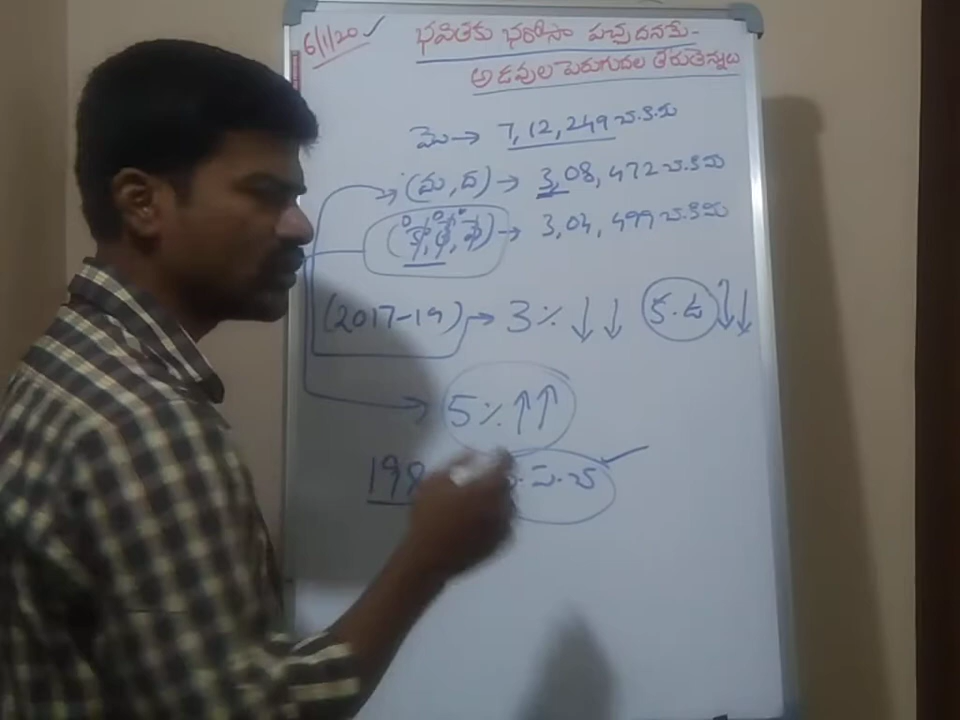 6/1/20 భవితకు భరోసా పచ్చదనమే-
అడవుల పెరుగుదల తీరుతెన్నులు
మొ→ 7,12,249 చ.కి.మీ
(మ,ద) → 3,08,472 చ.కి.మీ
→ 3,04,499 చ.కి.మీ
(2017-19) → 3% ↓↓ క.డ ↓↓
5% ↑↑
198 .ప.చ